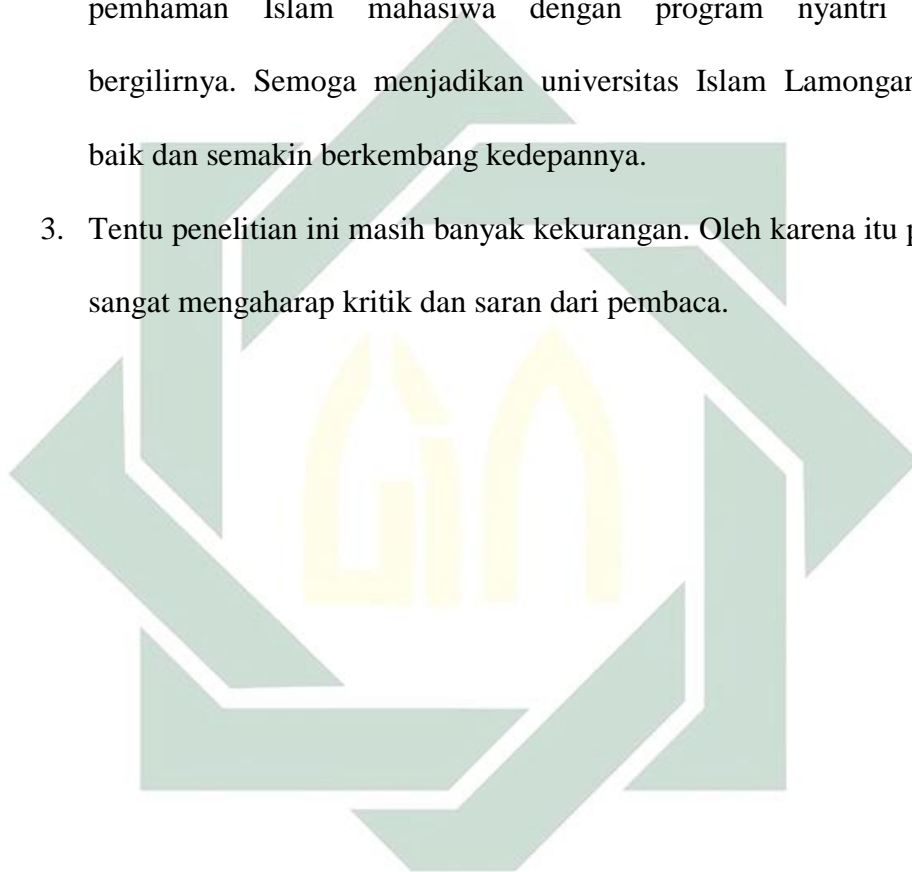 pemhaman Islam mahasiwa dengan program nyantri
bergilirnya. Semoga menjadikan universitas Islam Lamongan
baik dan semakin berkembang kedepannya.
3. Tentu penelitian ini masih banyak kekurangan. Oleh karena itu p
sangat mengaharap kritik dan saran dari pembaca.